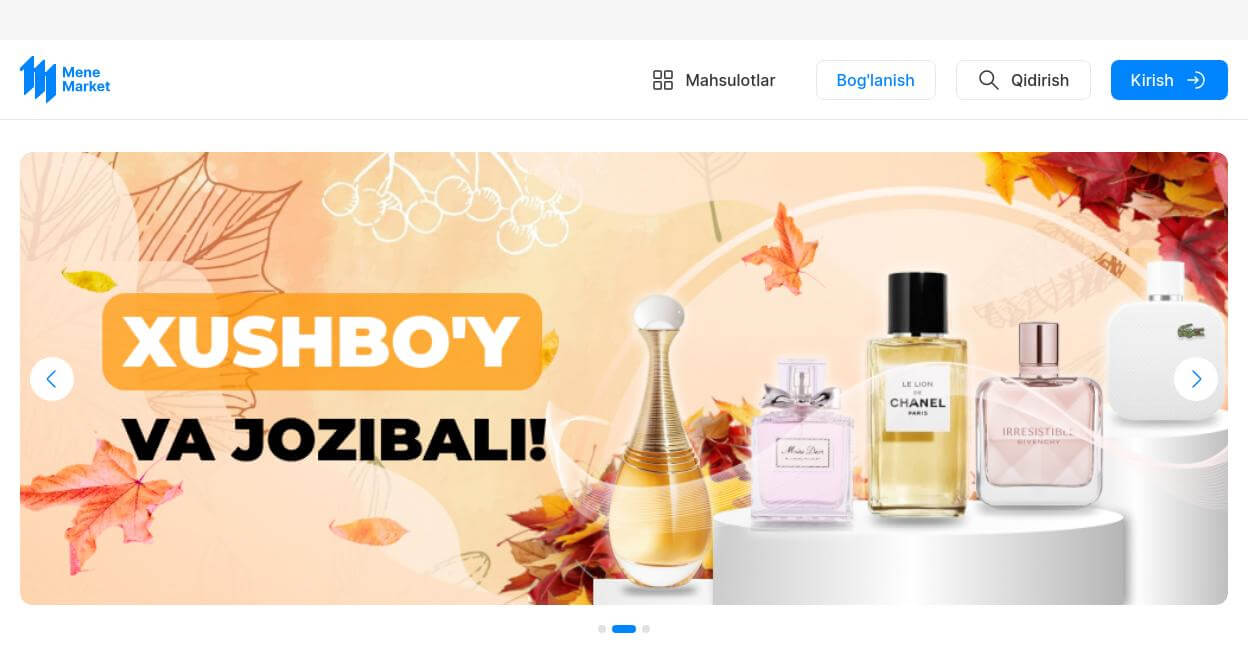 Mene
Market
Mahsulotlar
Bog'lanish
Qidirish
Kirish
XUSHBO'Y
VA JOZIBALI!
LE LION
DE
CHANEL
PARIS
Miss Dior
IRRESISTIBLE
GIVENCHY